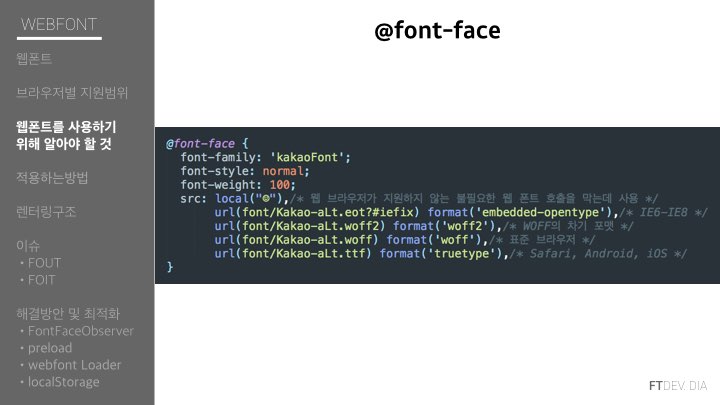 WEBFONT
웹폰트
브라우저별 지원범위
웹폰트를 사용하기
위해 알아야 할 것
적용하는방법
렌더링구조
이슈
• FOUT
• FOIT
해결방안 및 최적화
• FontFaceObserver
• preload
• webfont Loader
• localStorage
@font-face
@font-face {
font-family: 'kakaoFont';
font-style: normal;
font-weight: 100;
src: local("☺"),/* 웹 브라우저가 지원하지 않는 불필요한 웹 폰트 호출을 막는데 사용 */
url(font/Kakao-aLt.eot?#iefix) format('embedded-opentype'),/* IE6-IE8 */
url(font/Kakao-aLt.woff2) format('woff2'),/* WOFF의 차기 포맷 */
url(font/Kakao-aLt.woff) format('woff'),/* 표준 브라우저 */
url(font/Kakao-aLt.ttf) format('truetype'),/* Safari, Android, iOS */
}
FTDEV. DIA